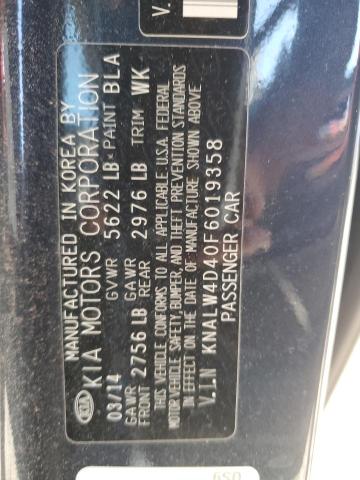 MANUFACTURED IN KOREA BY
KIA MOTORS CORPORATION
03/14 GVWR 5622 LB PAINT BLA
GAWR FRONT 2756 LB GAWR REAR 2976 LB TRIM WK
THIS VEHICLE CONFORMS TO ALL APPLICABLE U.S.A. FEDERAL
MOTOR VEHICLE SAFETY, BUMPER, AND THEFT PREVENTION STANDARDS
IN EFFECT ON THE DATE OF MANUFACTURE SHOWN ABOVE
V.I.N KNALW4D40F6019358
PASSENGER CAR
KIA
V.